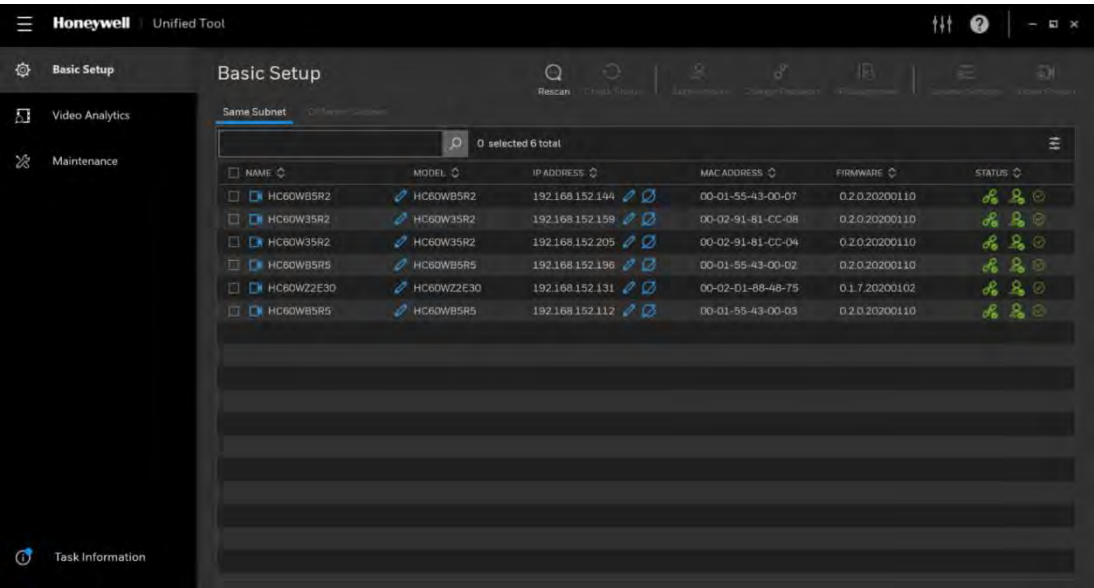 Honeywell Unified Tool
Basic Setup
Video Analytics
Maintenance
Task Information
Basic Setup
Rescan Check Status Change Password
Same Subnet Different Subnet
0 selected 6 total
NAME MODEL IP ADDRESS MAC ADDRESS FIRMWARE STATUS
HC60WB5R2 HC60WB5R2 192.168.152.144 00-01-55-43-00-07 0.2.0.20200110
HC60W35R2 HC60W35R2 192.168.152.159 00-02-91-81-CC-08 0.2.0.20200110
HC60W35R2 HC60W35R2 192.168.152.205 00-02-91-81-CC-04 0.2.0.20200110
HC60WB5R5 HC60WB5R5 192.168.152.196 00-01-55-43-00-02 0.2.0.20200110
HC60WZ2E30 HC60WZ2E30 192.168.152.131 00-02-D1-88-48-75 0.1.7.20200102
HC60WB5R5 HC60WB5R5 192.168.152.112 00-01-55-43-00-03 0.2.0.20200110